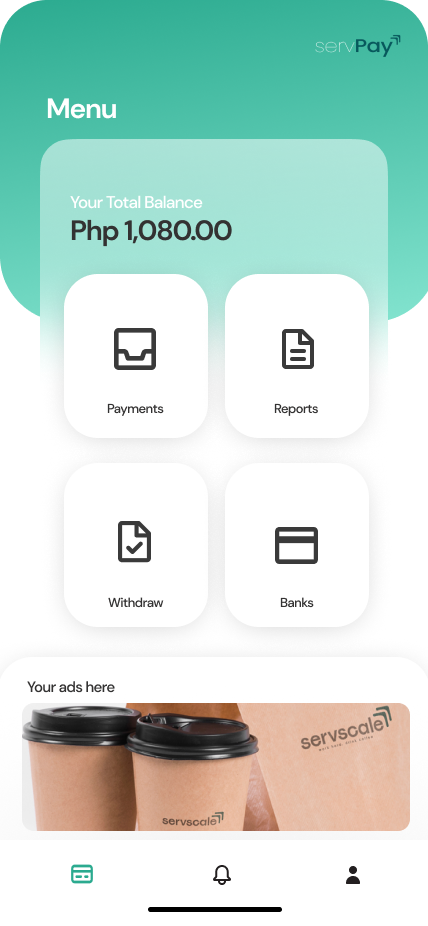 servPay
Menu
Your Total Balance
Php 1,080.00
Payments
Reports
Withdraw
Banks
Your ads here
servscale
servscale